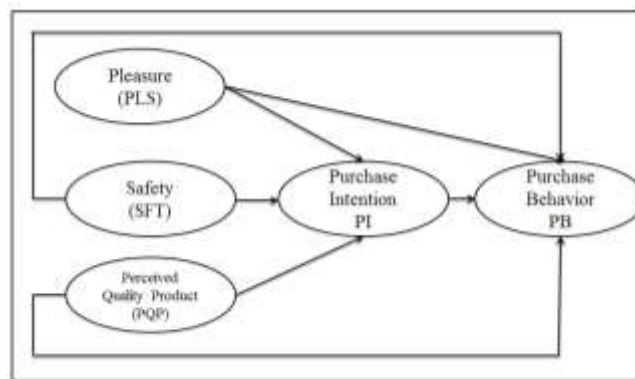 Pleasure
(PLS)
Safety
(SFT)
Perceived
Quality Product
(PQP)
Purchase
Intention
PI
Purchase
Behavior
PB